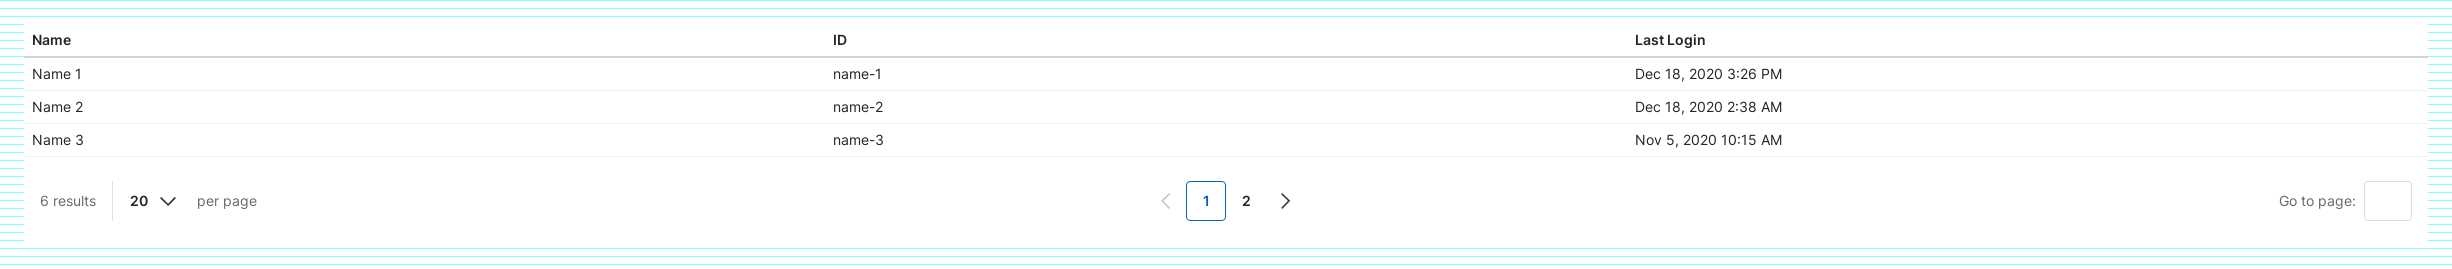 Name ID Last Login
Name 1 name-1 Dec 18, 2020 3:26 PM
Name 2 name-2 Dec 18, 2020 2:38 AM
Name 3 name-3 Nov 5, 2020 10:15 AM
6 results 20 per page 1 2 Go to page: